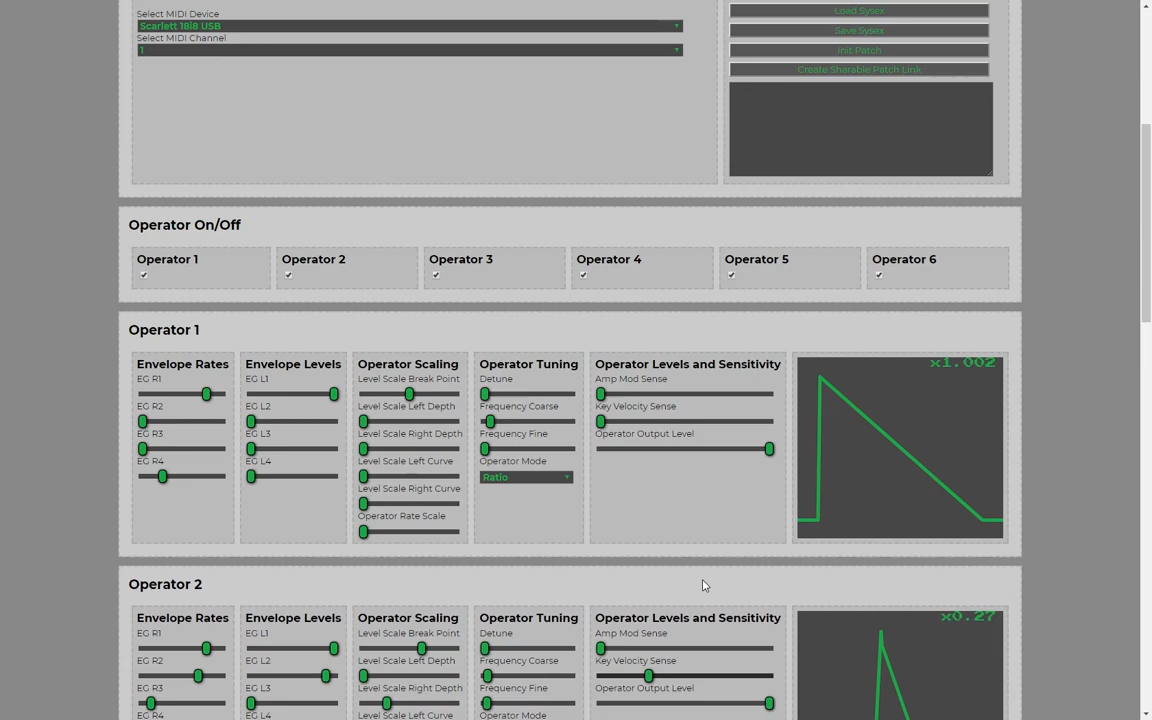 Select MIDI Device
Scarlett 18i8 USB
Select MIDI Channel
1
Load Sysex
Save Sysex
Init Patch
Create Sharable Patch Link
Operator On/Off
Operator 1
Operator 2
Operator 3
Operator 4
Operator 5
Operator 6
Operator 1
Envelope Rates
EG R1
EG R2
EG R3
EG R4
Envelope Levels
EG L1
EG L2
EG L3
EG L4
Operator Scaling
Level Scale Break Point
Level Scale Left Depth
Level Scale Right Depth
Level Scale Left Curve
Level Scale Right Curve
Operator Rate Scale
Operator Tuning
Detune
Frequency Coarse
Frequency Fine
Operator Mode
Ratio
Operator Levels and Sensitivity
Amp Mod Sense
Key Velocity Sense
Operator Output Level
x1.002
Operator 2
Envelope Rates
EG R1
EG R2
EG R3
EG R4
Envelope Levels
EG L1
EG L2
EG L3
EG L4
Operator Scaling
Level Scale Break Point
Level Scale Left Depth
Level Scale Right Depth
Level Scale Left Curve
Operator Tuning
Detune
Frequency Coarse
Frequency Fine
Operator Mode
Operator Levels and Sensitivity
Amp Mod Sense
Key Velocity Sense
Operator Output Level
x0.27